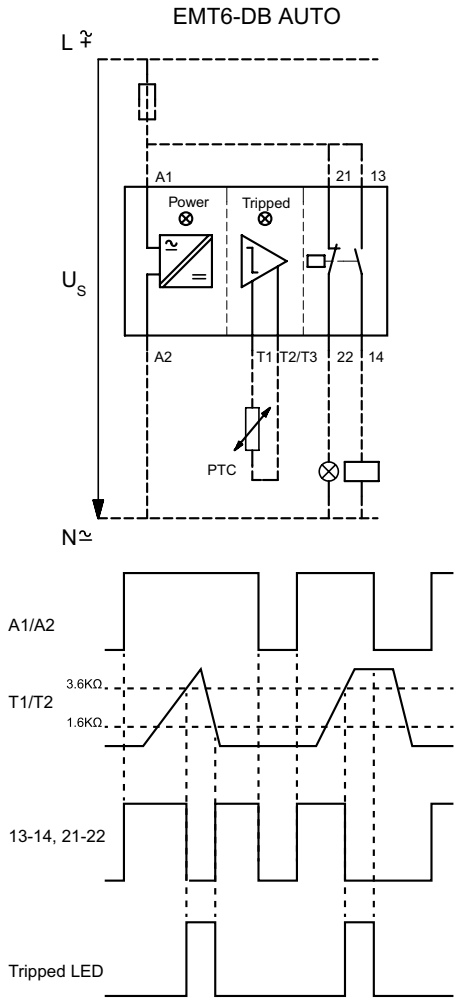 EMT6-DB AUTO
L ≂
A1
21
13
Power
Tripped
≂
=
U_S
A2
T1
T2/T3
22
14
PTC
N≃
A1/A2
T1/T2
3.6KΩ
1.6KΩ
13-14, 21-22
Tripped LED